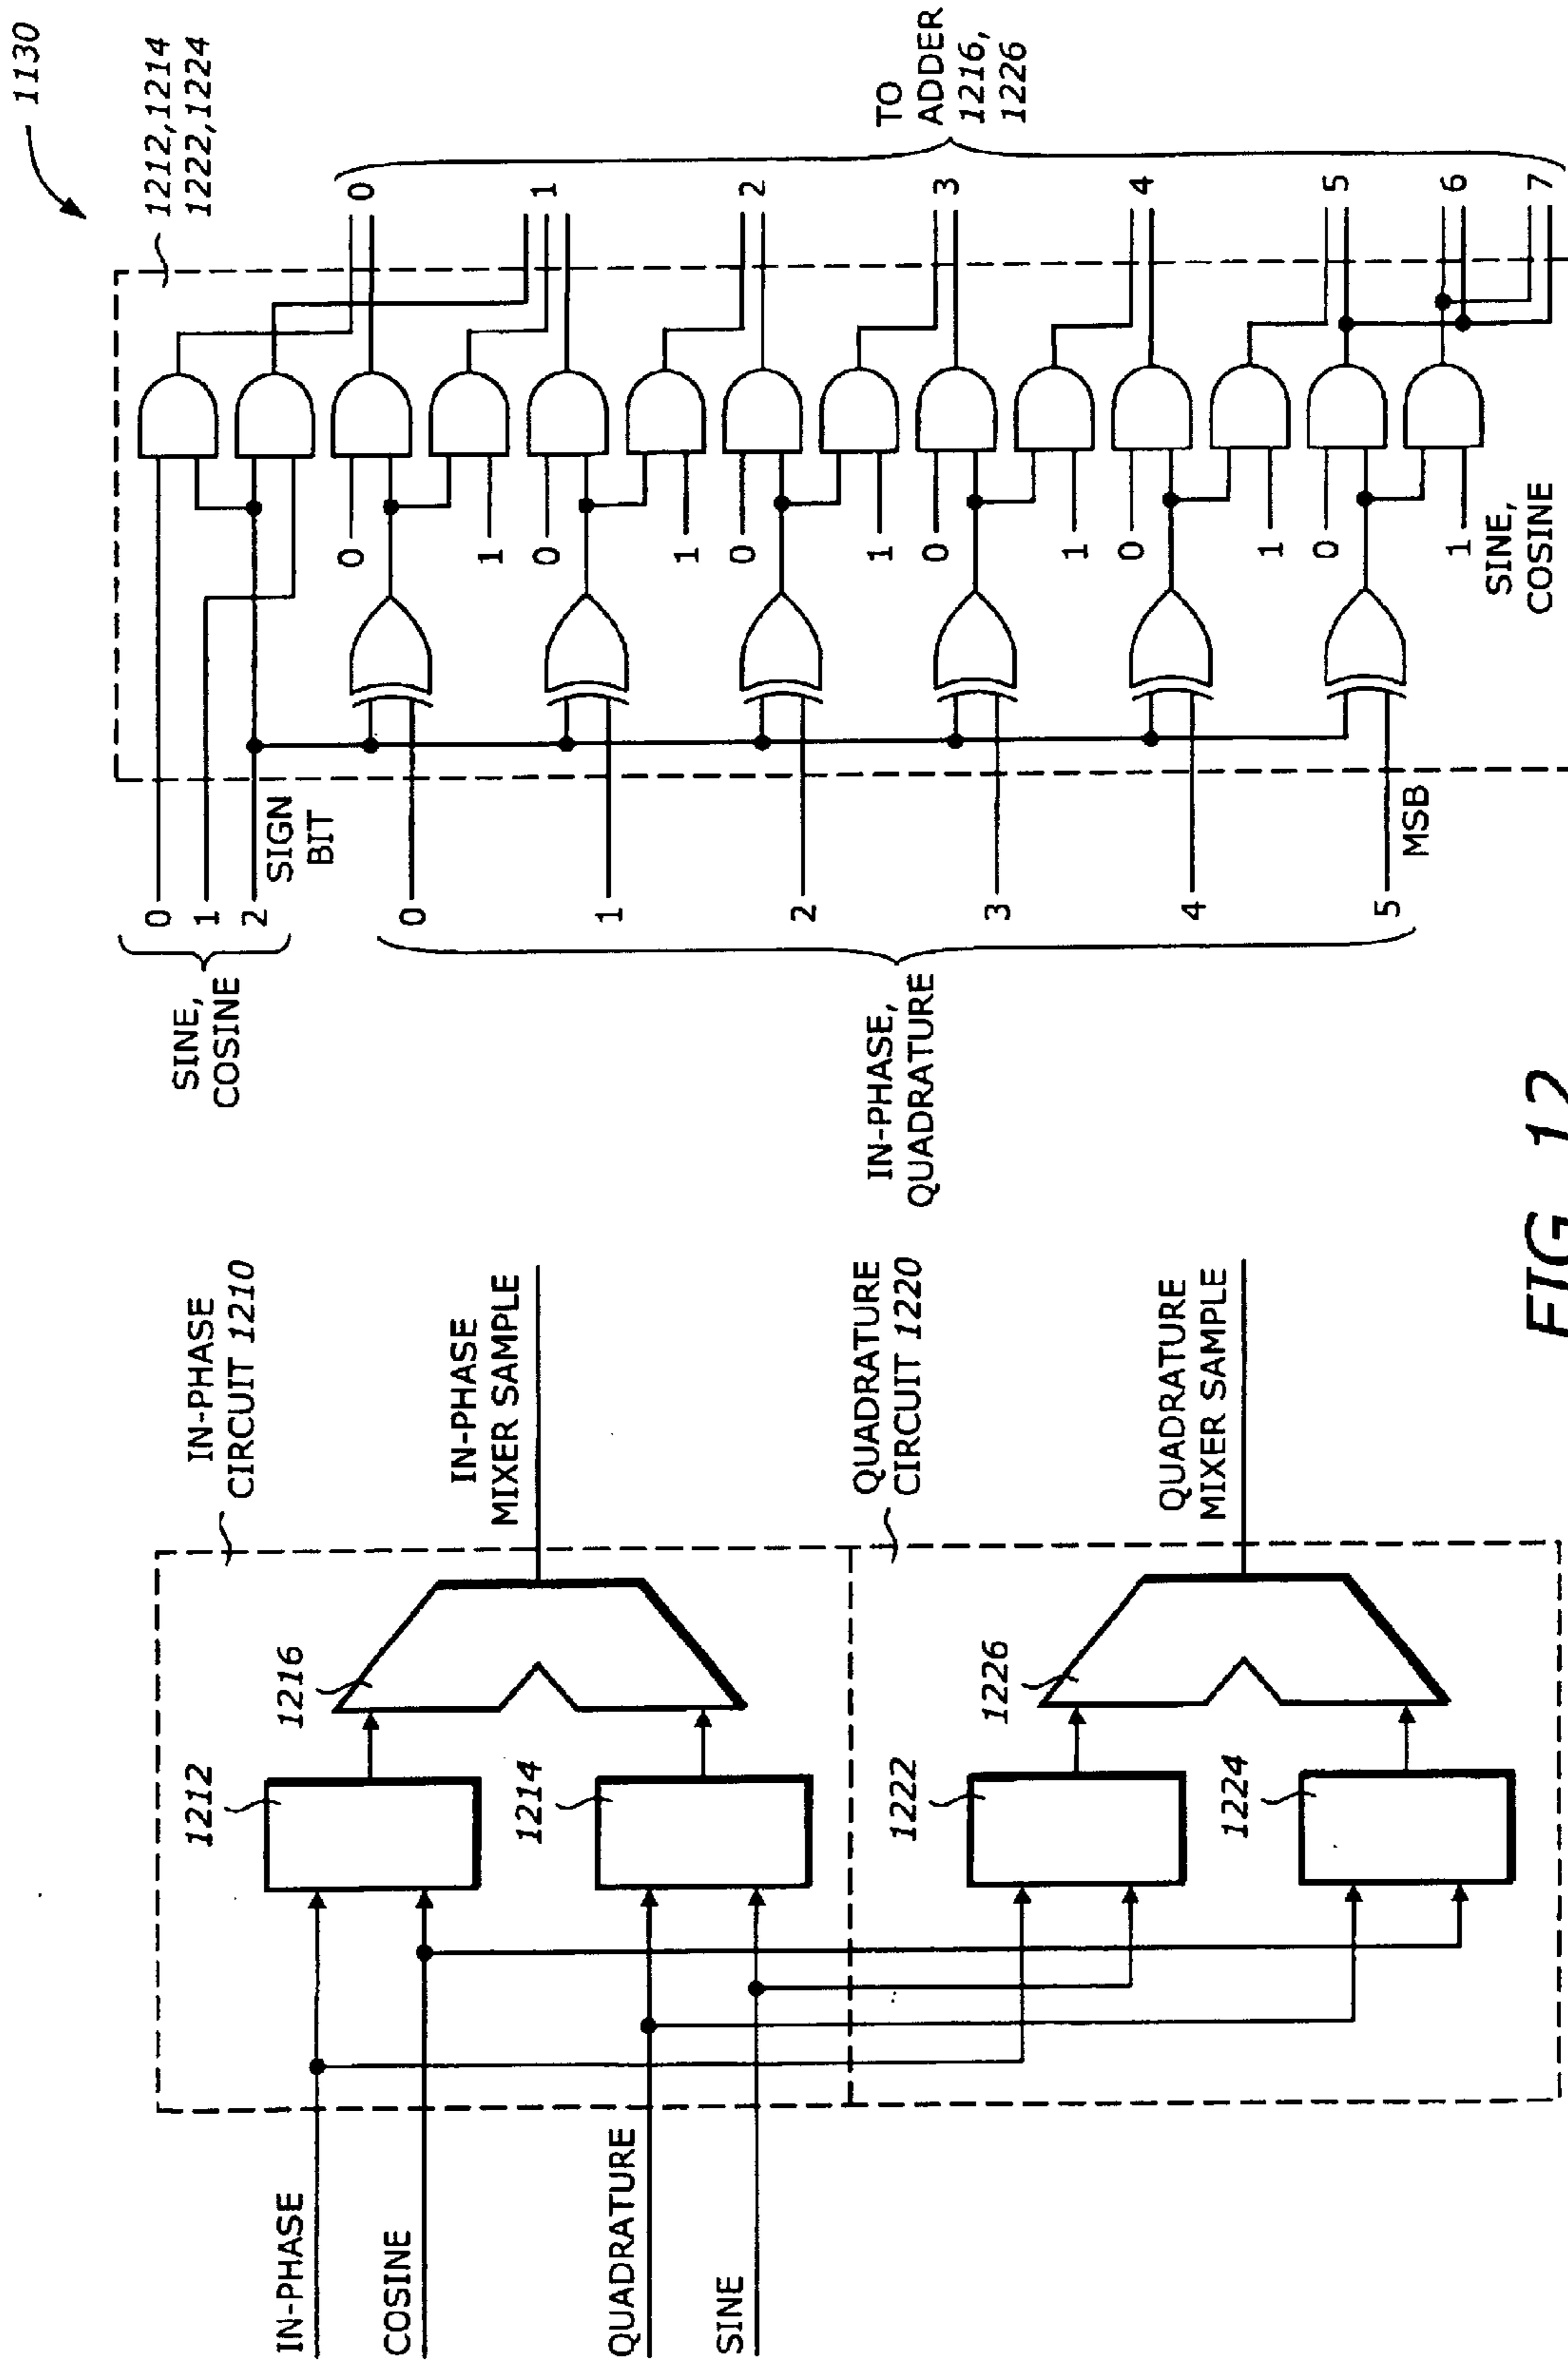 1130
IN-PHASE
CIRCUIT 1210
1212
1214
1216
IN-PHASE
COSINE
QUADRATURE
SINE
IN-PHASE
MIXER SAMPLE
QUADRATURE
CIRCUIT 1220
1222
1224
1226
QUADRATURE
MIXER SAMPLE
SINE,
COSINE
0
1
2
SIGN
BIT
IN-PHASE,
QUADRATURE
0
1
2
3
4
5
MSB
1212,1214
1222,1224
0
1
0
1
0
1
0
1
0
1
0
1
SINE,
COSINE
0
1
2
3
4
5
6
7
TO
ADDER
1216,
1226
FIG 12